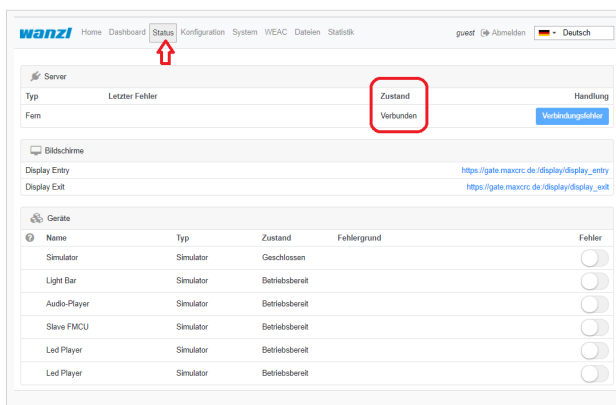 wanzl Home Dashboard Status Konfiguration System WEAC Dateien Statistik guest Abmelden Deutsch
Server
Typ Letzter Fehler Zustand Handlung
Fern Verbunden Verbindungsfehler
Bildschirme
Display Entry https://gate.maxcrc.de:/display/display_entry
Display Exit https://gate.maxcrc.de:/display/display_exit
Geräte
Name Typ Zustand Fehlergrund Fehler
Simulator Simulator Geschlossen
Light Bar Simulator Betriebsbereit
Audio-Player Simulator Betriebsbereit
Slave FMCU Simulator Betriebsbereit
Led Player Simulator Betriebsbereit
Led Player Simulator Betriebsbereit